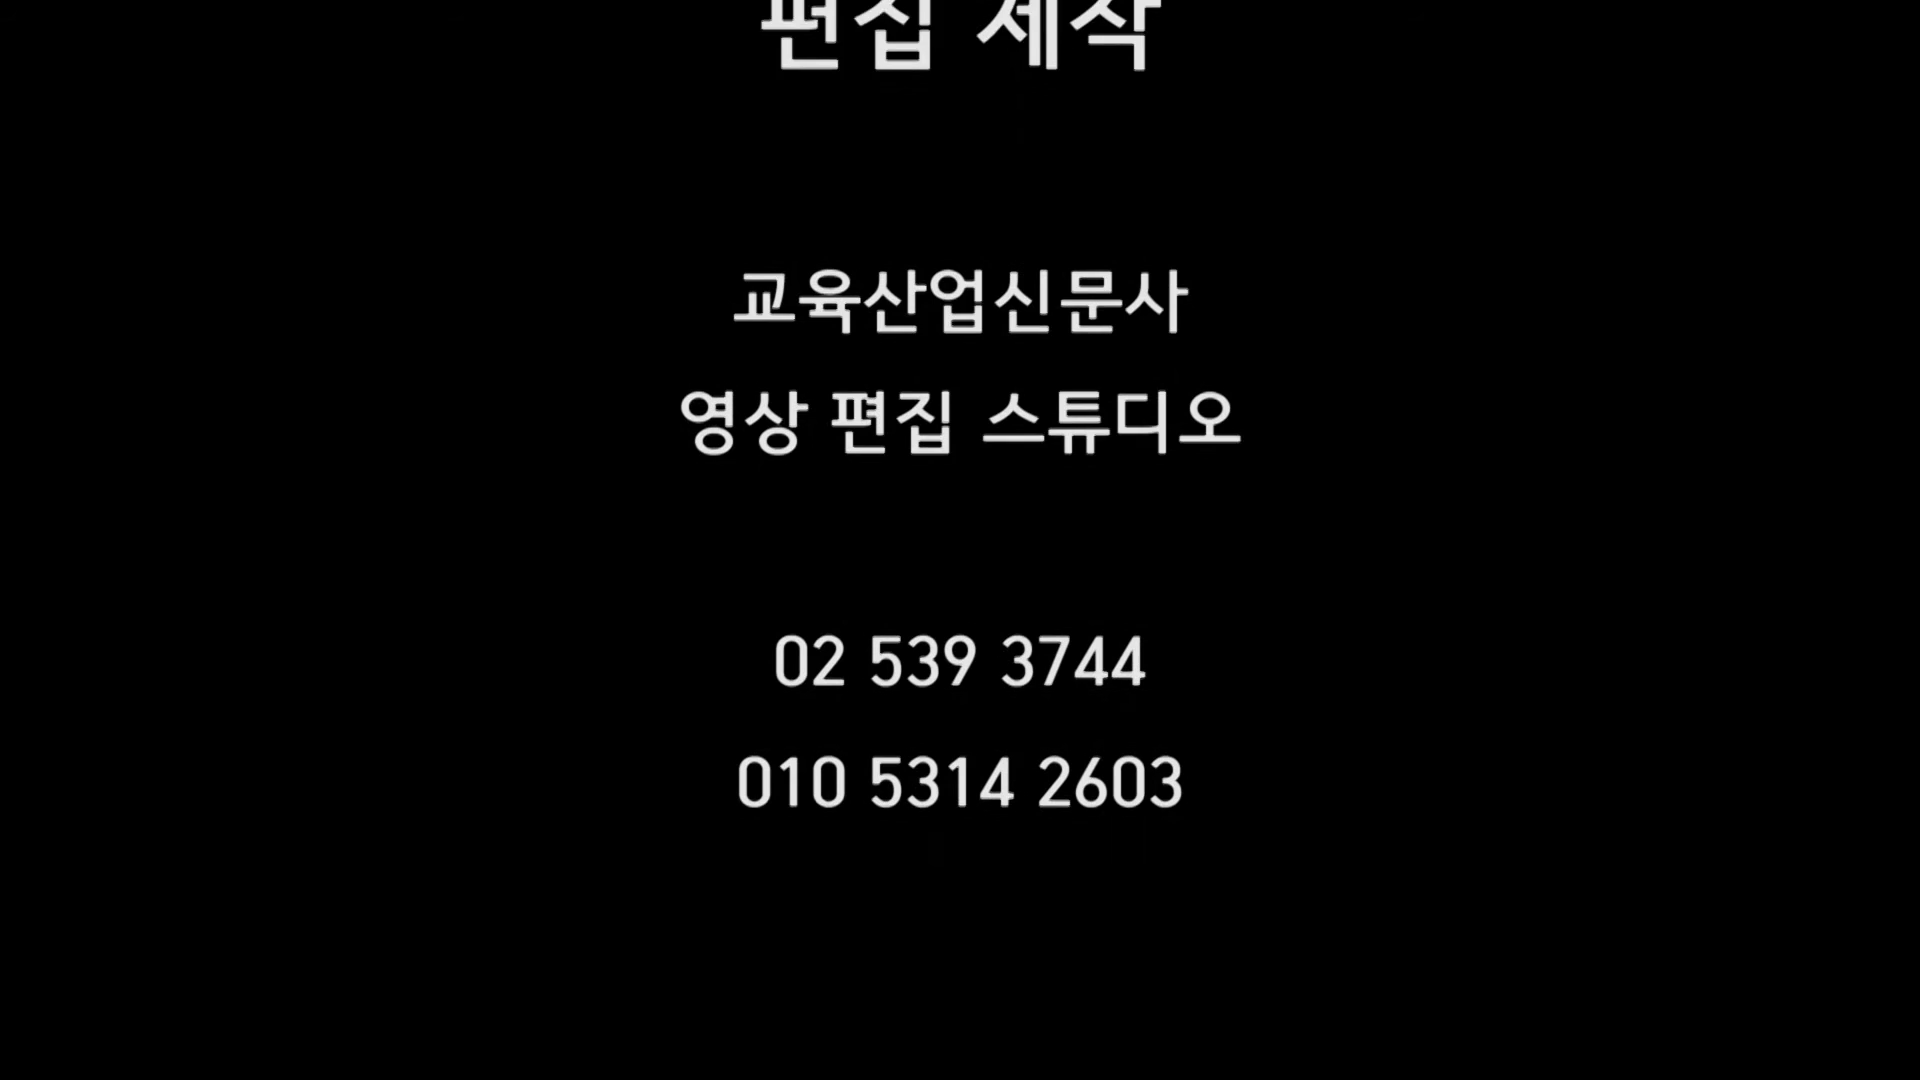 편집 제작
교육산업신문사
영상 편집 스튜디오
02 539 3744
010 5314 2603